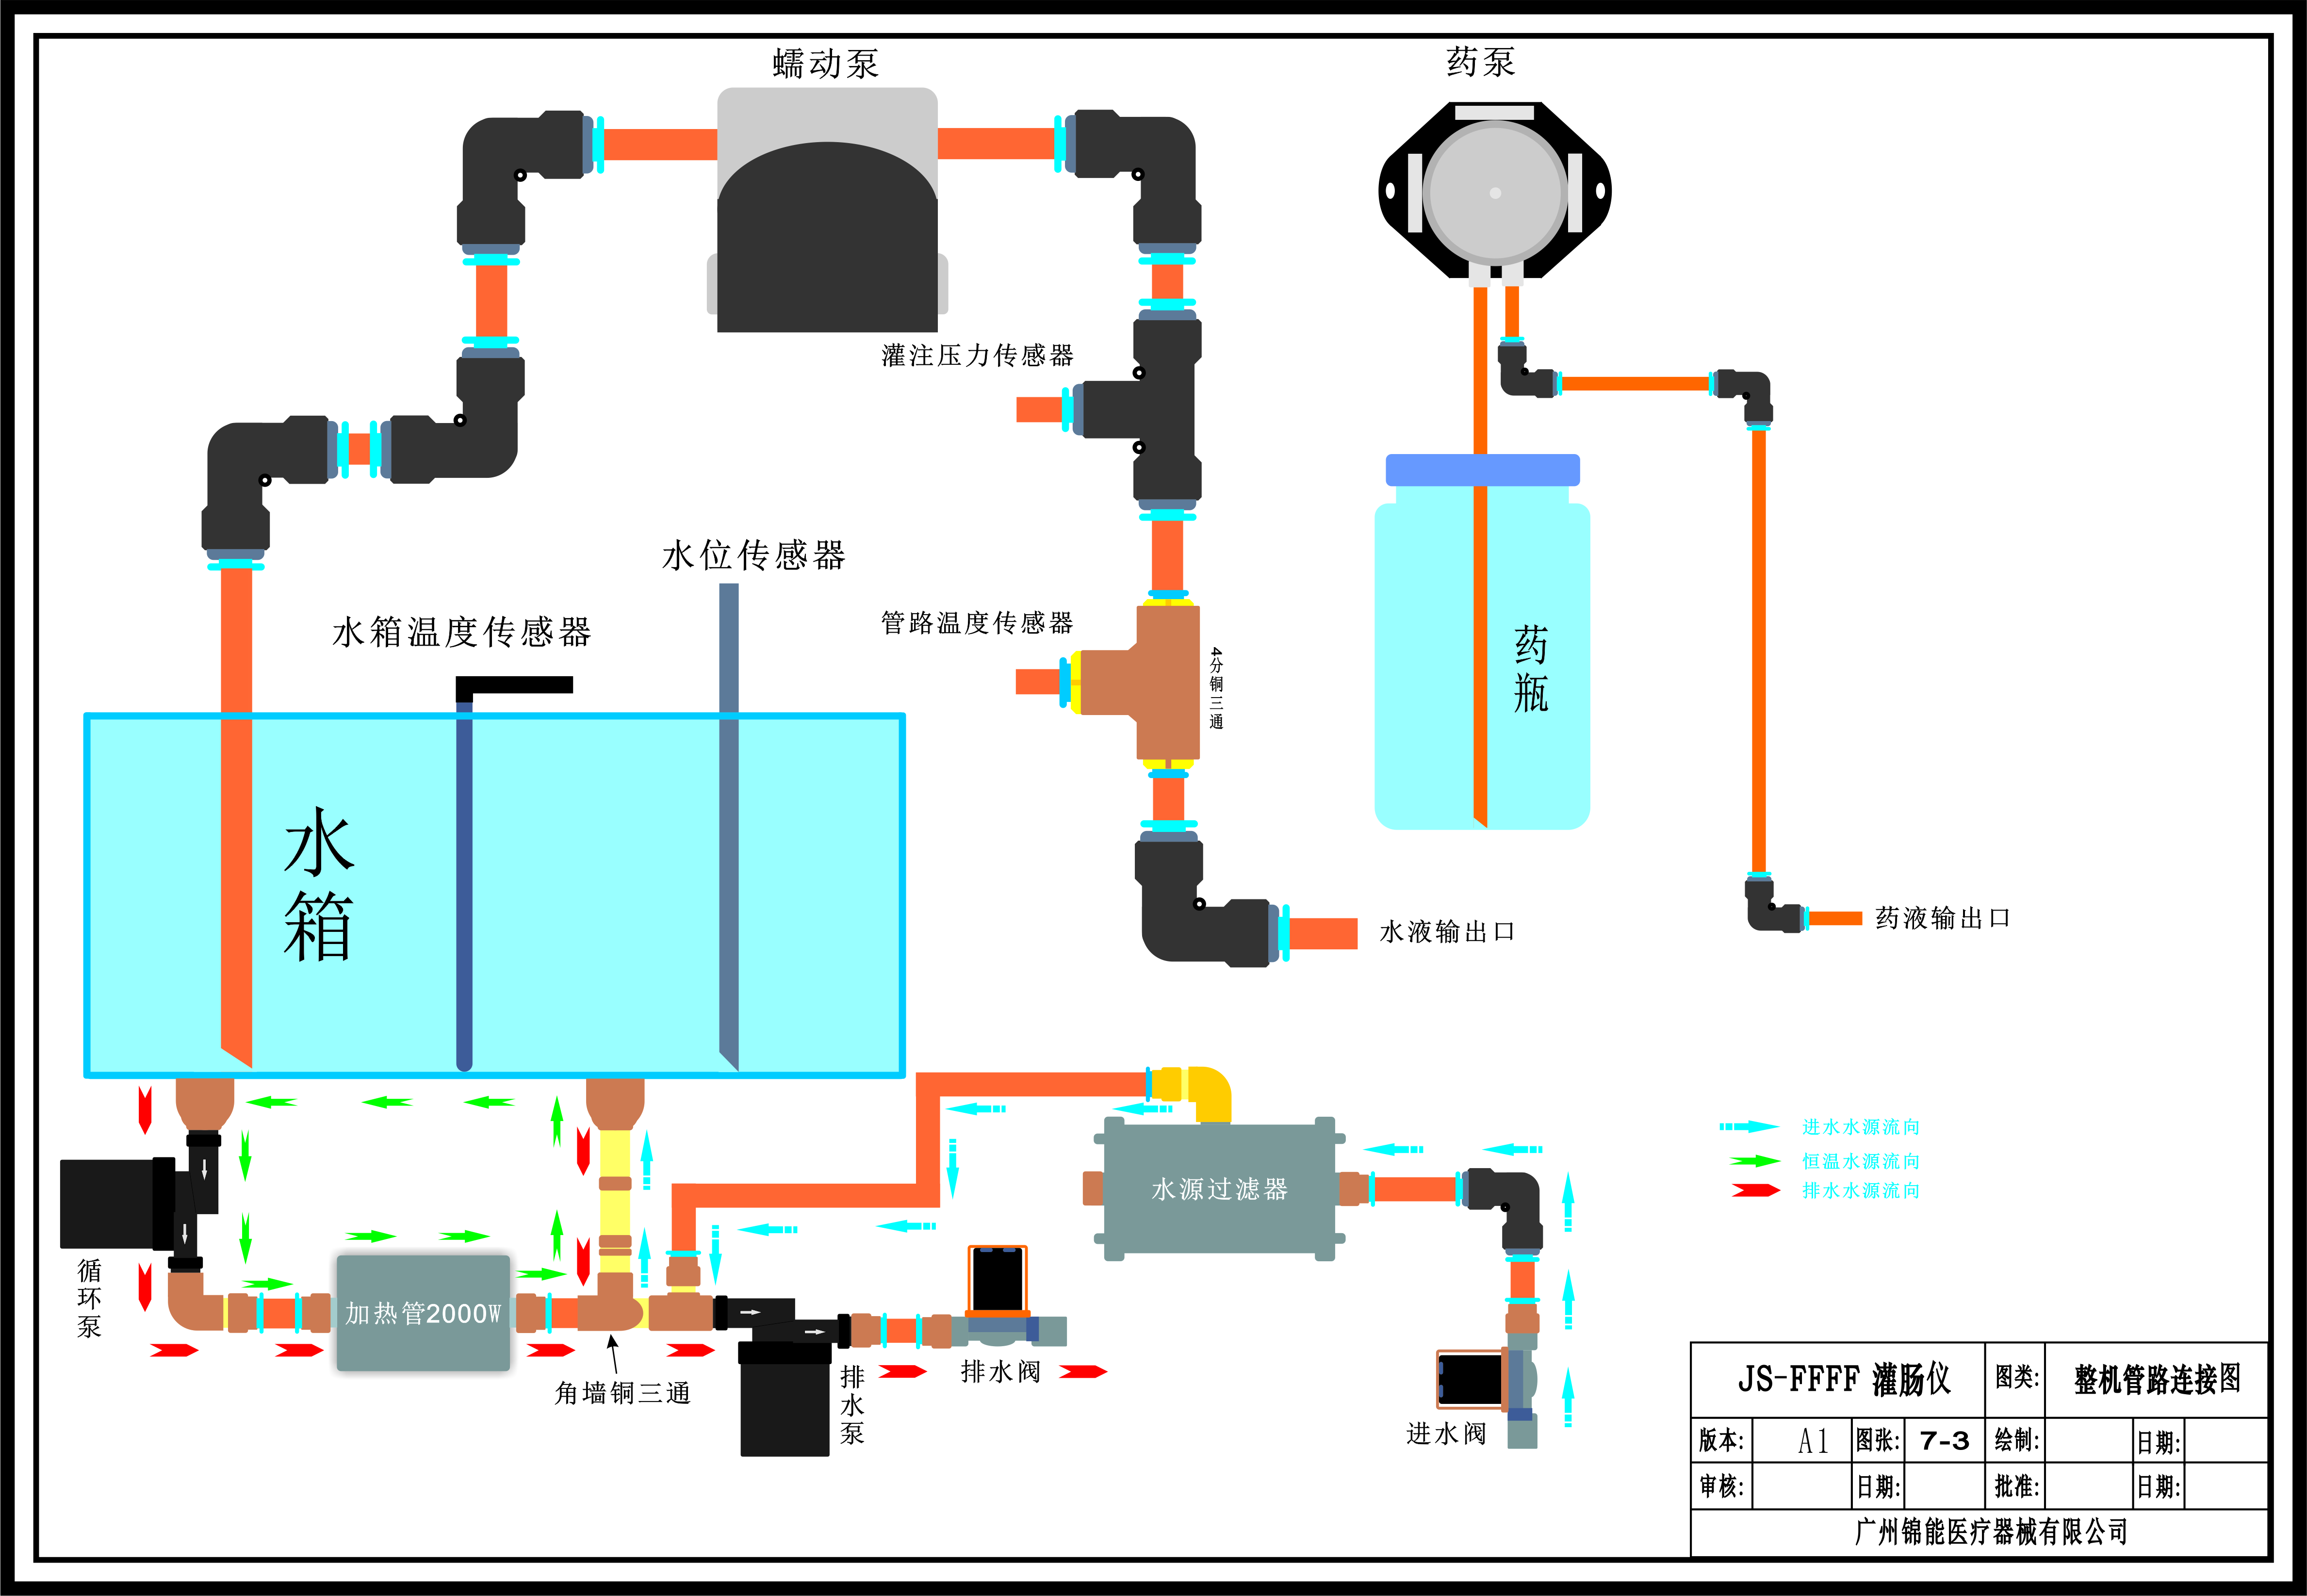 蠕动泵
药泵
灌注压力传感器
水位传感器
水箱温度传感器
管路温度传感器
4分铜三通
药瓶
水箱
水液输出口
药液输出口
水源过滤器
进水水源流向
恒温水源流向
排水水源流向
循环泵
加热管2000W
角墙铜三通
排水泵
排水阀
进水阀
JS-FFFF 灌肠仪 图类: 整机管路连接图
版本: A1 图张: 7-3 绘制: 日期:
审核: 日期: 批准: 日期:
广州锦能医疗器械有限公司